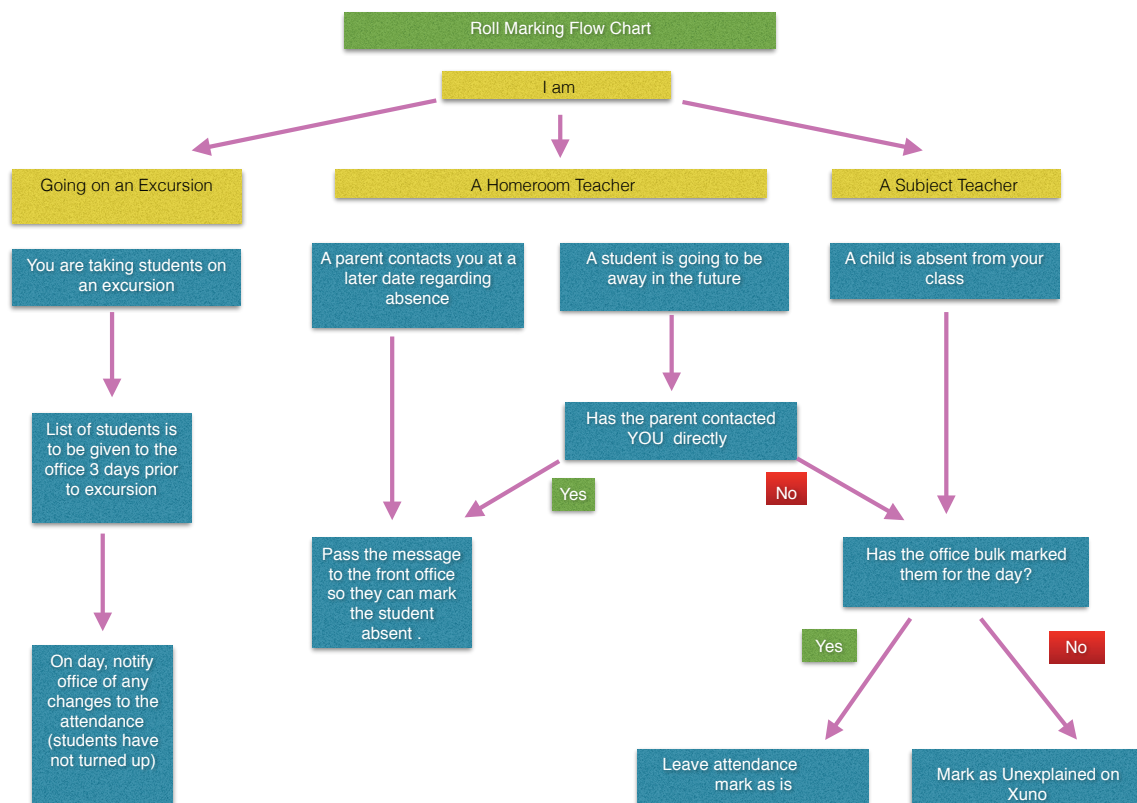 Roll Marking Flow Chart
I am
Going on an Excursion
A Homeroom Teacher
A Subject Teacher
You are taking students on
an excursion
A parent contacts you at a
later date regarding
absence
A student is going to be
away in the future
A child is absent from your
class
List of students is
to be given to the
office 3 days prior
to excursion
Has the parent contacted
YOU directly
Yes
No
Pass the message
to the front office
so they can mark
the student
absent .
Has the office bulk marked
them for the day?
On day, notify
office of any
changes to the
attendance
(students have
not turned up)
Yes
No
Leave attendance
mark as is
Mark as Unexplained on
Xuno